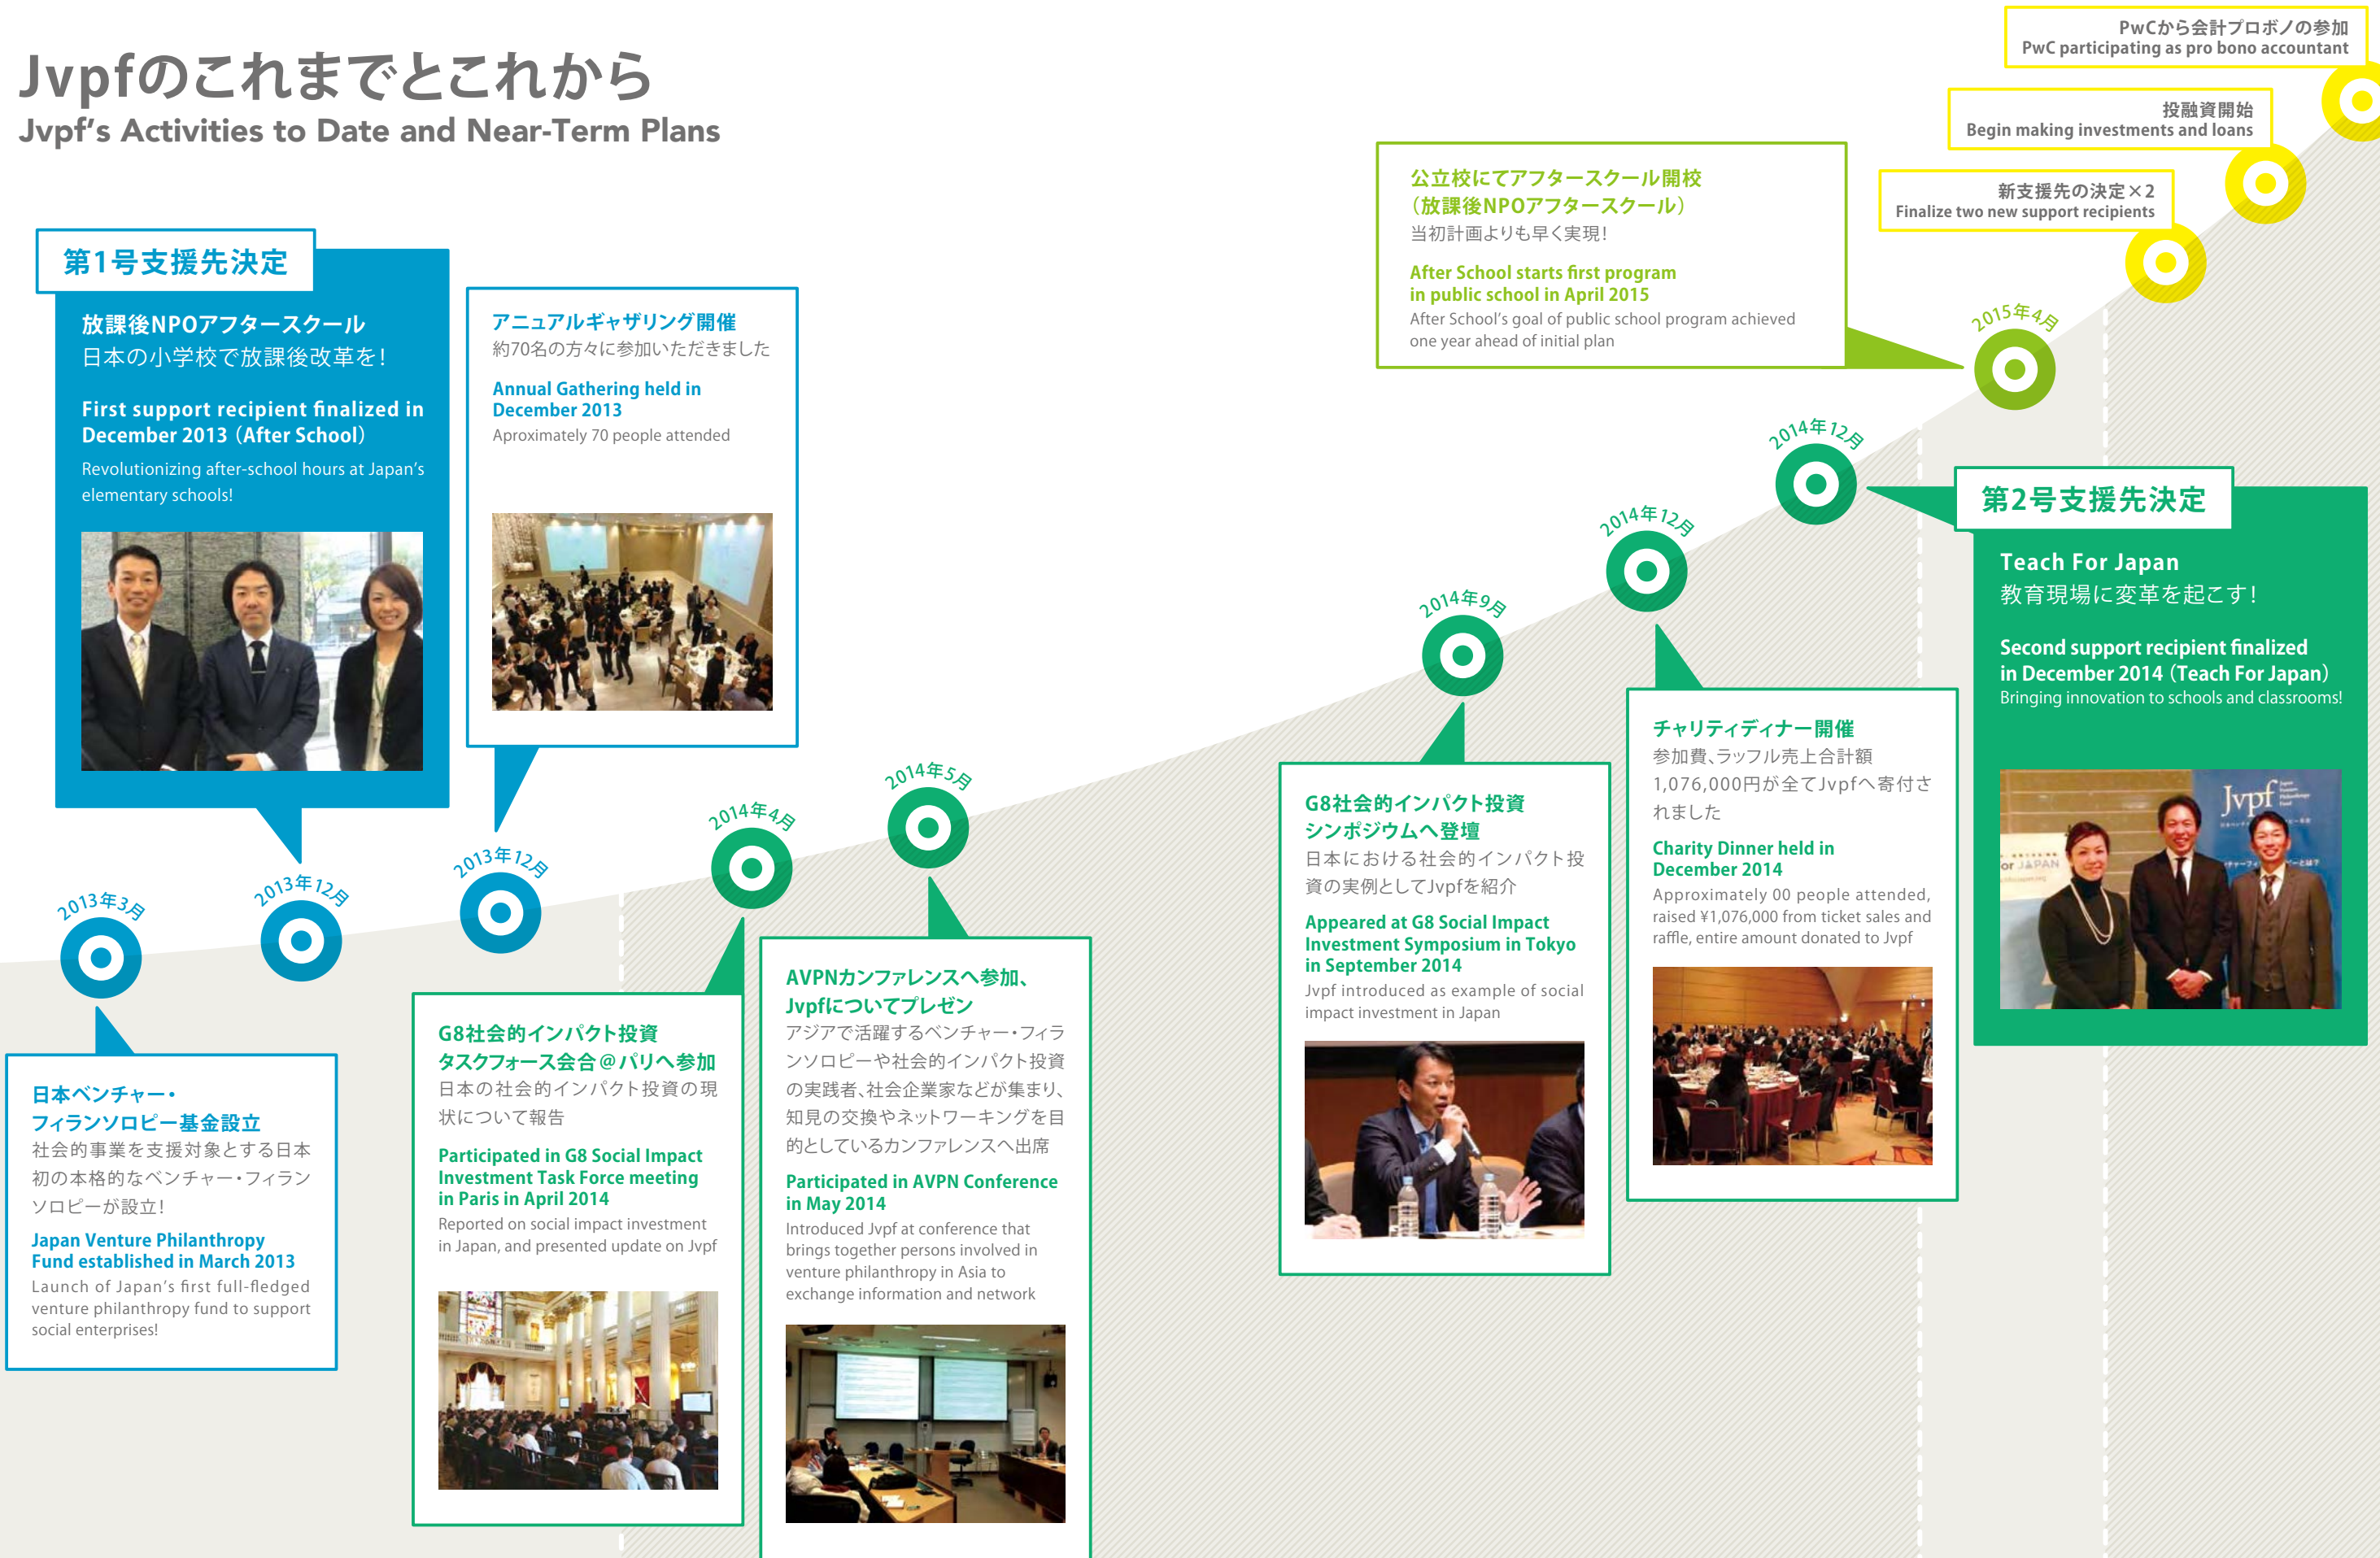 Jvpfのこれまでとこれから
Jvpf's Activities to Date and Near-Term Plans
第1号支援先決定
放課後NPOアフタースクール
日本の小学校で放課後改革を！
First support recipient finalized in
December 2013（After School）
Revolutionizing after-school hours at Japan's
elementary schools!
アニュアルギャザリング開催
約70名の方々に参加いただきました
Annual Gathering held in
December 2013
Aproximately 70 people attended
2013年3月
2013年12月
2013年12月
2014年4月
2014年5月
2014年9月
2014年12月
2014年12月
2015年4月
日本ベンチャー・
フィランソロピー基金設立
社会的事業を支援対象とする日本
初の本格的なベンチャー・フィラン
ソロピーが設立！
Japan Venture Philanthropy
Fund established in March 2013
Launch of Japan's first full-fledged
venture philanthropy fund to support
social enterprises!
G8社会的インパクト投資
タスクフォース会合＠パリへ参加
日本の社会的インパクト投資の現
状について報告
Participated in G8 Social Impact
Investment Task Force meeting
in Paris in April 2014
Reported on social impact investment
in Japan, and presented update on Jvpf
AVPNカンファレンスへ参加、
Jvpfについてプレゼン
アジアで活躍するベンチャー・フィラ
ンソロピーや社会的インパクト投資
の実践者、社会企業家などが集まり、
知見の交換やネットワーキングを目
的としているカンファレンスへ出席
Participated in AVPN Conference
in May 2014
Introduced Jvpf at conference that
brings together persons involved in
venture philanthropy in Asia to
exchange information and network
G8社会的インパクト投資
シンポジウムへ登壇
日本における社会的インパクト投
資の実例としてJvpfを紹介
Appeared at G8 Social Impact
Investment Symposium in Tokyo
in September 2014
Jvpf introduced as example of social
impact investment in Japan
チャリティディナー開催
参加費、ラッフル売上合計額
1,076,000円が全てJvpfへ寄付さ
れました
Charity Dinner held in
December 2014
Approximately 00 people attended,
raised ¥1,076,000 from ticket sales and
raffle, entire amount donated to Jvpf
第2号支援先決定
Teach For Japan
教育現場に変革を起こす！
Second support recipient finalized
in December 2014（Teach For Japan）
Bringing innovation to schools and classrooms!
Jvpf
Japan
Venture
Philanthropy
Fund
or JAPAN
公立校にてアフタースクール開校
（放課後NPOアフタースクール）
当初計画よりも早く実現！
After School starts first program
in public school in April 2015
After School's goal of public school program achieved
one year ahead of initial plan
新支援先の決定×2
Finalize two new support recipients
投融資開始
Begin making investments and loans
PwCから会計プロボノの参加
PwC participating as pro bono accountant